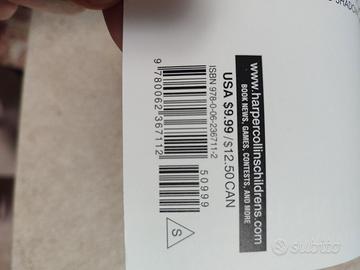 SHADOW
www.harpercollinschildrens.com
BOOK NEWS, GAMES, CONTESTS, AND MORE
USA $9.99 / $12.50 CAN
ISBN 978-0-06-236711-2
50999
9 780062 367112
S
subito